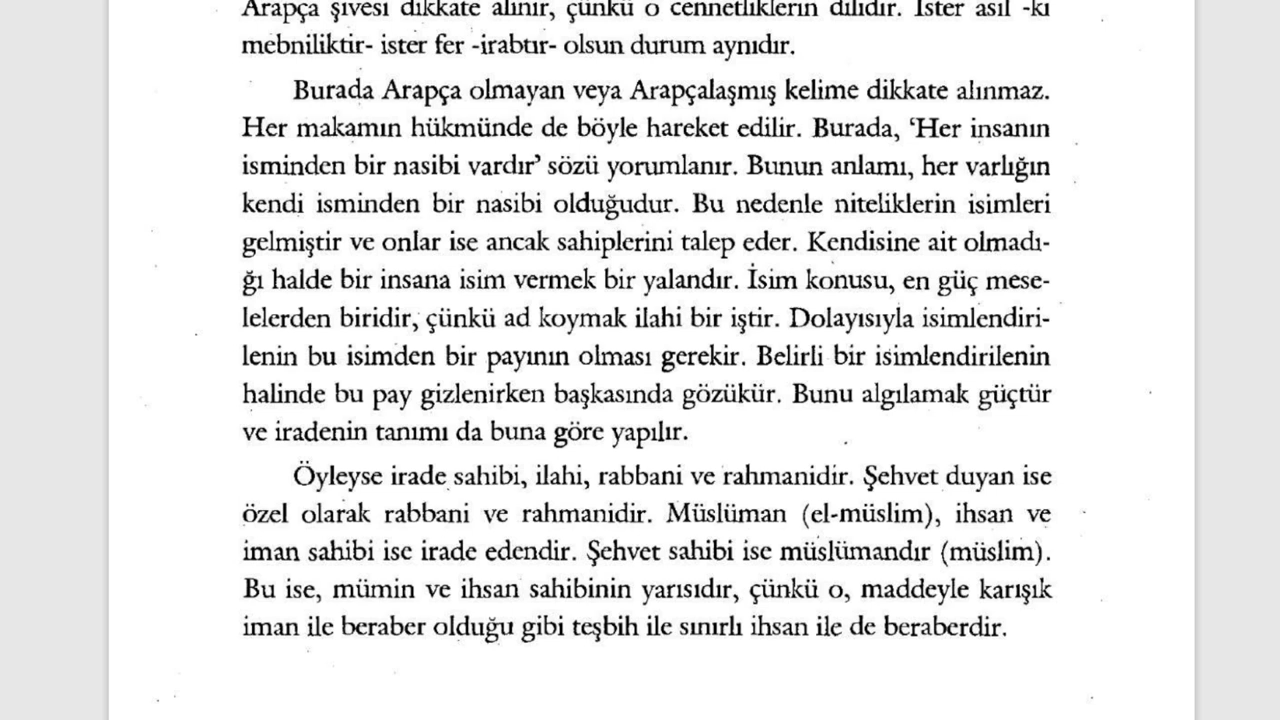 Arapça şivesi dikkate alınır, çünkü o cennetliklerin dilidir. İster asıl -ki
mebniliktir- ister fer -irabtır- olsun durum aynıdır.
Burada Arapça olmayan veya Arapçalaşmış kelime dikkate alınmaz.
Her makamın hükmünde de böyle hareket edilir. Burada, ‘Her insanın
isminden bir nasibi vardır’ sözü yorumlanır. Bunun anlamı, her varlığın
kendi isminden bir nasibi olduğudur. Bu nedenle niteliklerin isimleri
gelmiştir ve onlar ise ancak sahiplerini talep eder. Kendisine ait olmadı-
ğı halde bir insana isim vermek bir yalandır. İsim konusu, en güç mese-
lelerden biridir, çünkü ad koymak ilahi bir iştir. Dolayısıyla isimlendiri-
lenin bu isimden bir payının olması gerekir. Belirli bir isimlendirilenin
halinde bu pay gizlenirken başkasında gözükür. Bunu algılamak güçtür
ve iradenin tanımı da buna göre yapılır.
Öyleyse irade sahibi, ilahi, rabbani ve rahmanidir. Şehvet duyan ise
özel olarak rabbani ve rahmanidir. Müslüman (el-müslim), ihsan ve
iman sahibi ise irade edendir. Şehvet sahibi ise müslümandır (müslim).
Bu ise, mümin ve ihsan sahibinin yarısıdır, çünkü o, maddeyle karışık
iman ile beraber olduğu gibi teşbih ile sınırlı ihsan ile de beraberdir.